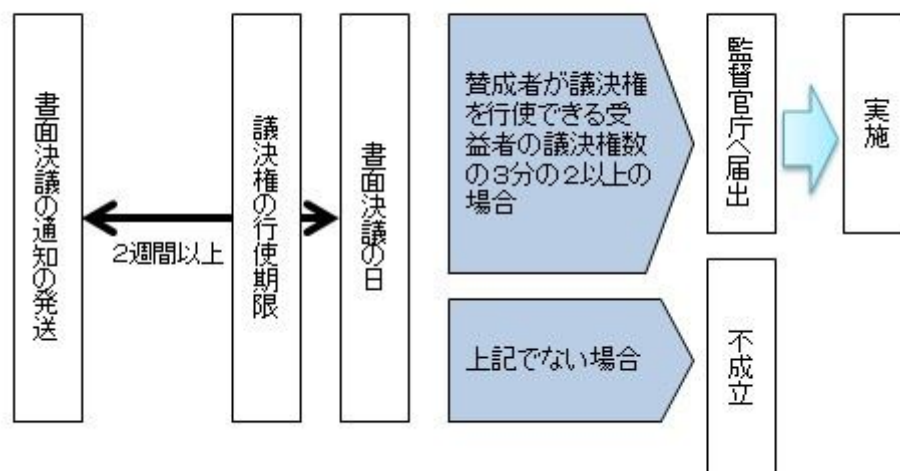 書面決議の通知の発送
2週間以上
議決権の行使期限
書面決議の日
賛成者が議決権
を行使できる受
益者の議決権数
の3分の2以上の
場合
監督官庁へ届出
実施
上記でない場合
不成立